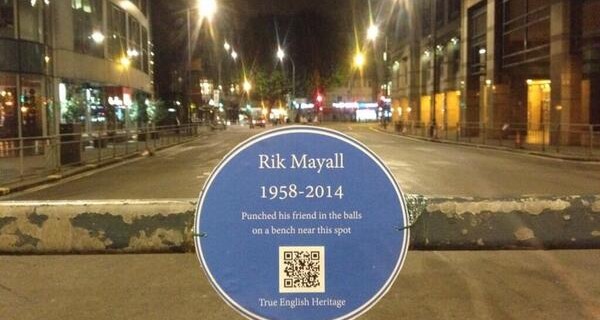 Rik Mayall
1958-2014
Punched his friend in the balls
on a bench near this spot
True English Heritage